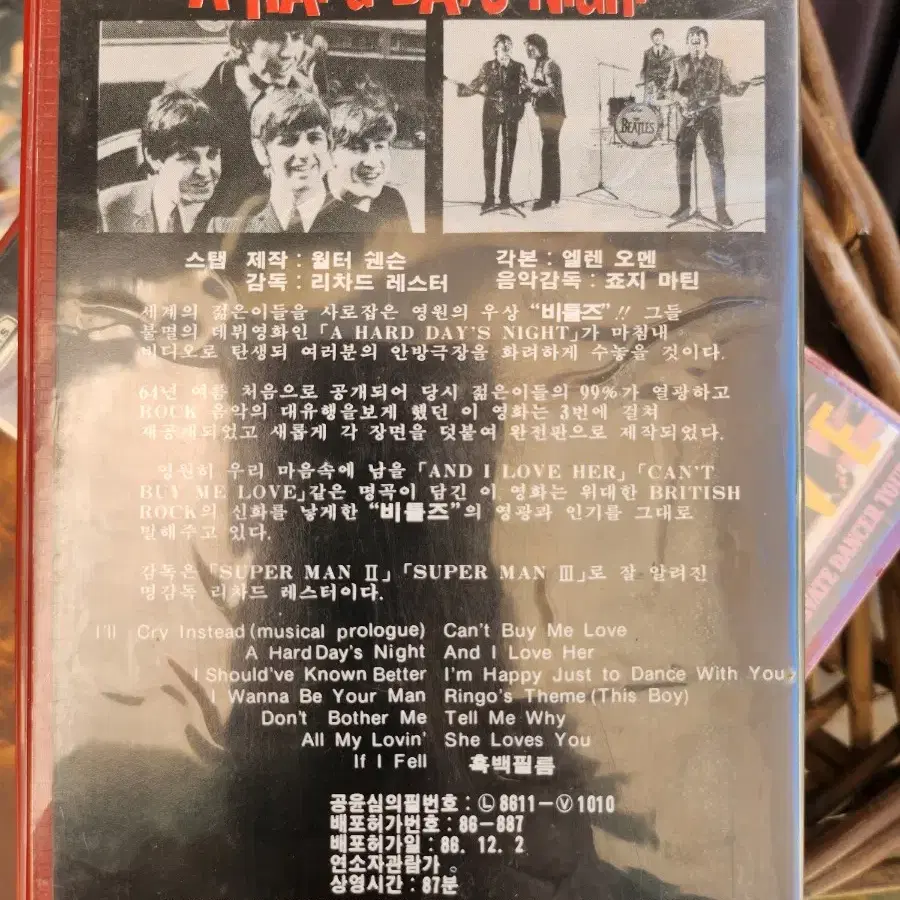 A HARD DAY'S NIGHT
THE
BEATLES
스탭 제작 : 월터 쉔슨 각본 : 엘렌 오멘
감독 : 리차드 레스터 음악감독 : 죠지 마틴
세계의 젊은이들을 사로잡은 영원의 우상 “비틀즈”!! 그들
불멸의 데뷔영화인 「A HARD DAY'S NIGHT」가 마침내
비디오로 탄생되 여러분의 안방극장을 화려하게 수놓을 것이다.
64년 여름 처음으로 공개되어 당시 젊은이들의 99%가 열광하고
ROCK 음악의 대유행을보게 했던 이 영화는 3번에 걸쳐
재공개되었고 새롭게 각 장면을 덧붙여 완전판으로 제작되었다.
영원히 우리 마음속에 남을 「AND I LOVE HER」「CAN'T
BUY ME LOVE」같은 명곡이 담긴 이 영화는 위대한 BRITISH
ROCK의 신화를 낳게한 “비틀즈”의 영광과 인기를 그대로
말해주고 있다.
감독은 「SUPER MAN Ⅱ」「SUPER MAN Ⅲ」로 잘 알려진
명감독 리차드 레스터이다.
I'll Cry Instead (musical prologue) Can't Buy Me Love
A Hard Day's Night And I Love Her
I Should've Known Better I'm Happy Just to Dance With You
I Wanna Be Your Man Ringo's Theme (This Boy)
Don't Bother Me Tell Me Why
All My Lovin' She Loves You
If I Fell 흑백필름
공윤심의필번호 : Ⓛ 8611-Ⓥ 1010
배포허가번호 : 86-887
배포허가일 : 86. 12. 2
연소자관람가
상영시간 : 87분
VATE DANCER TOU